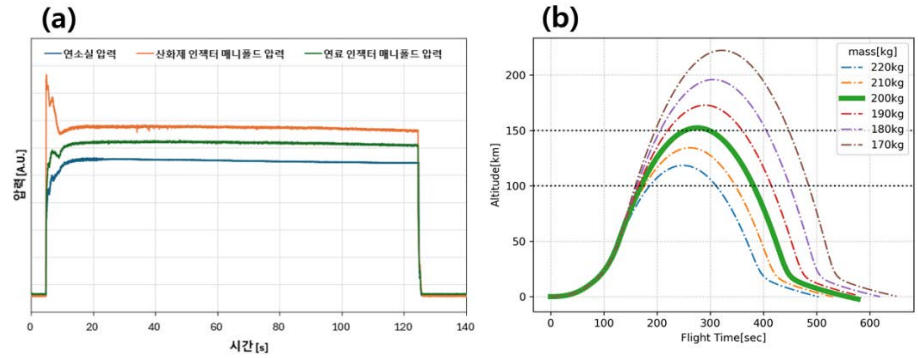 (a)
연소실 압력 산화제 인젝터 매니폴드 압력 연료 인젝터 매니폴드 압력
압력[A.U.]
0 20 40 60 80 100 120 140
시간[s]
(b)
mass[kg]
220kg
210kg
200kg
190kg
180kg
170kg
Altitude[km]
200
150
100
50
0
0 100 200 300 400 500 600
Flight Time[sec]